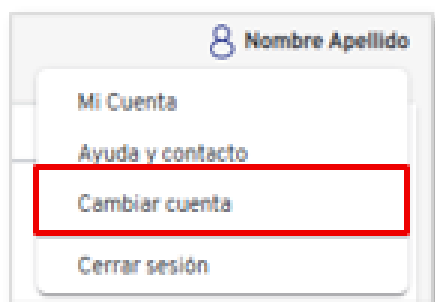 Nombre Apellido
Mi Cuenta
Ayuda y contacto
Cambiar cuenta
Cerrar sesión